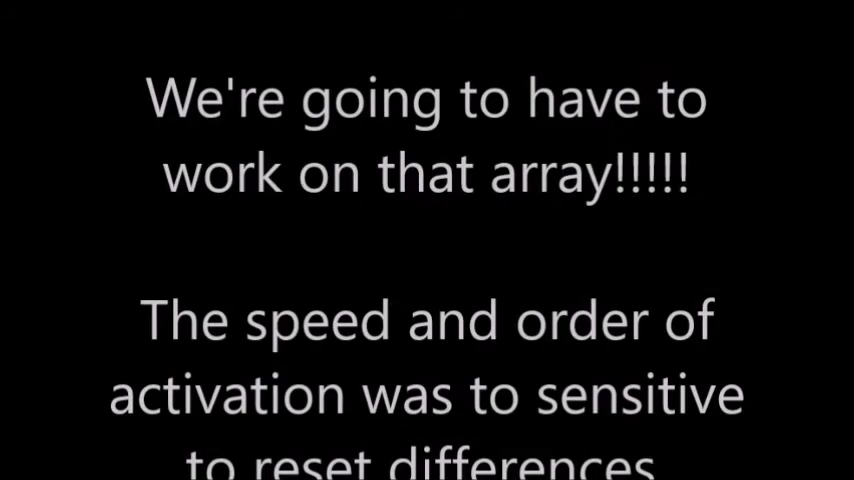 We're going to have to
work on that array!!!!!
The speed and order of
activation was to sensitive
to reset differences